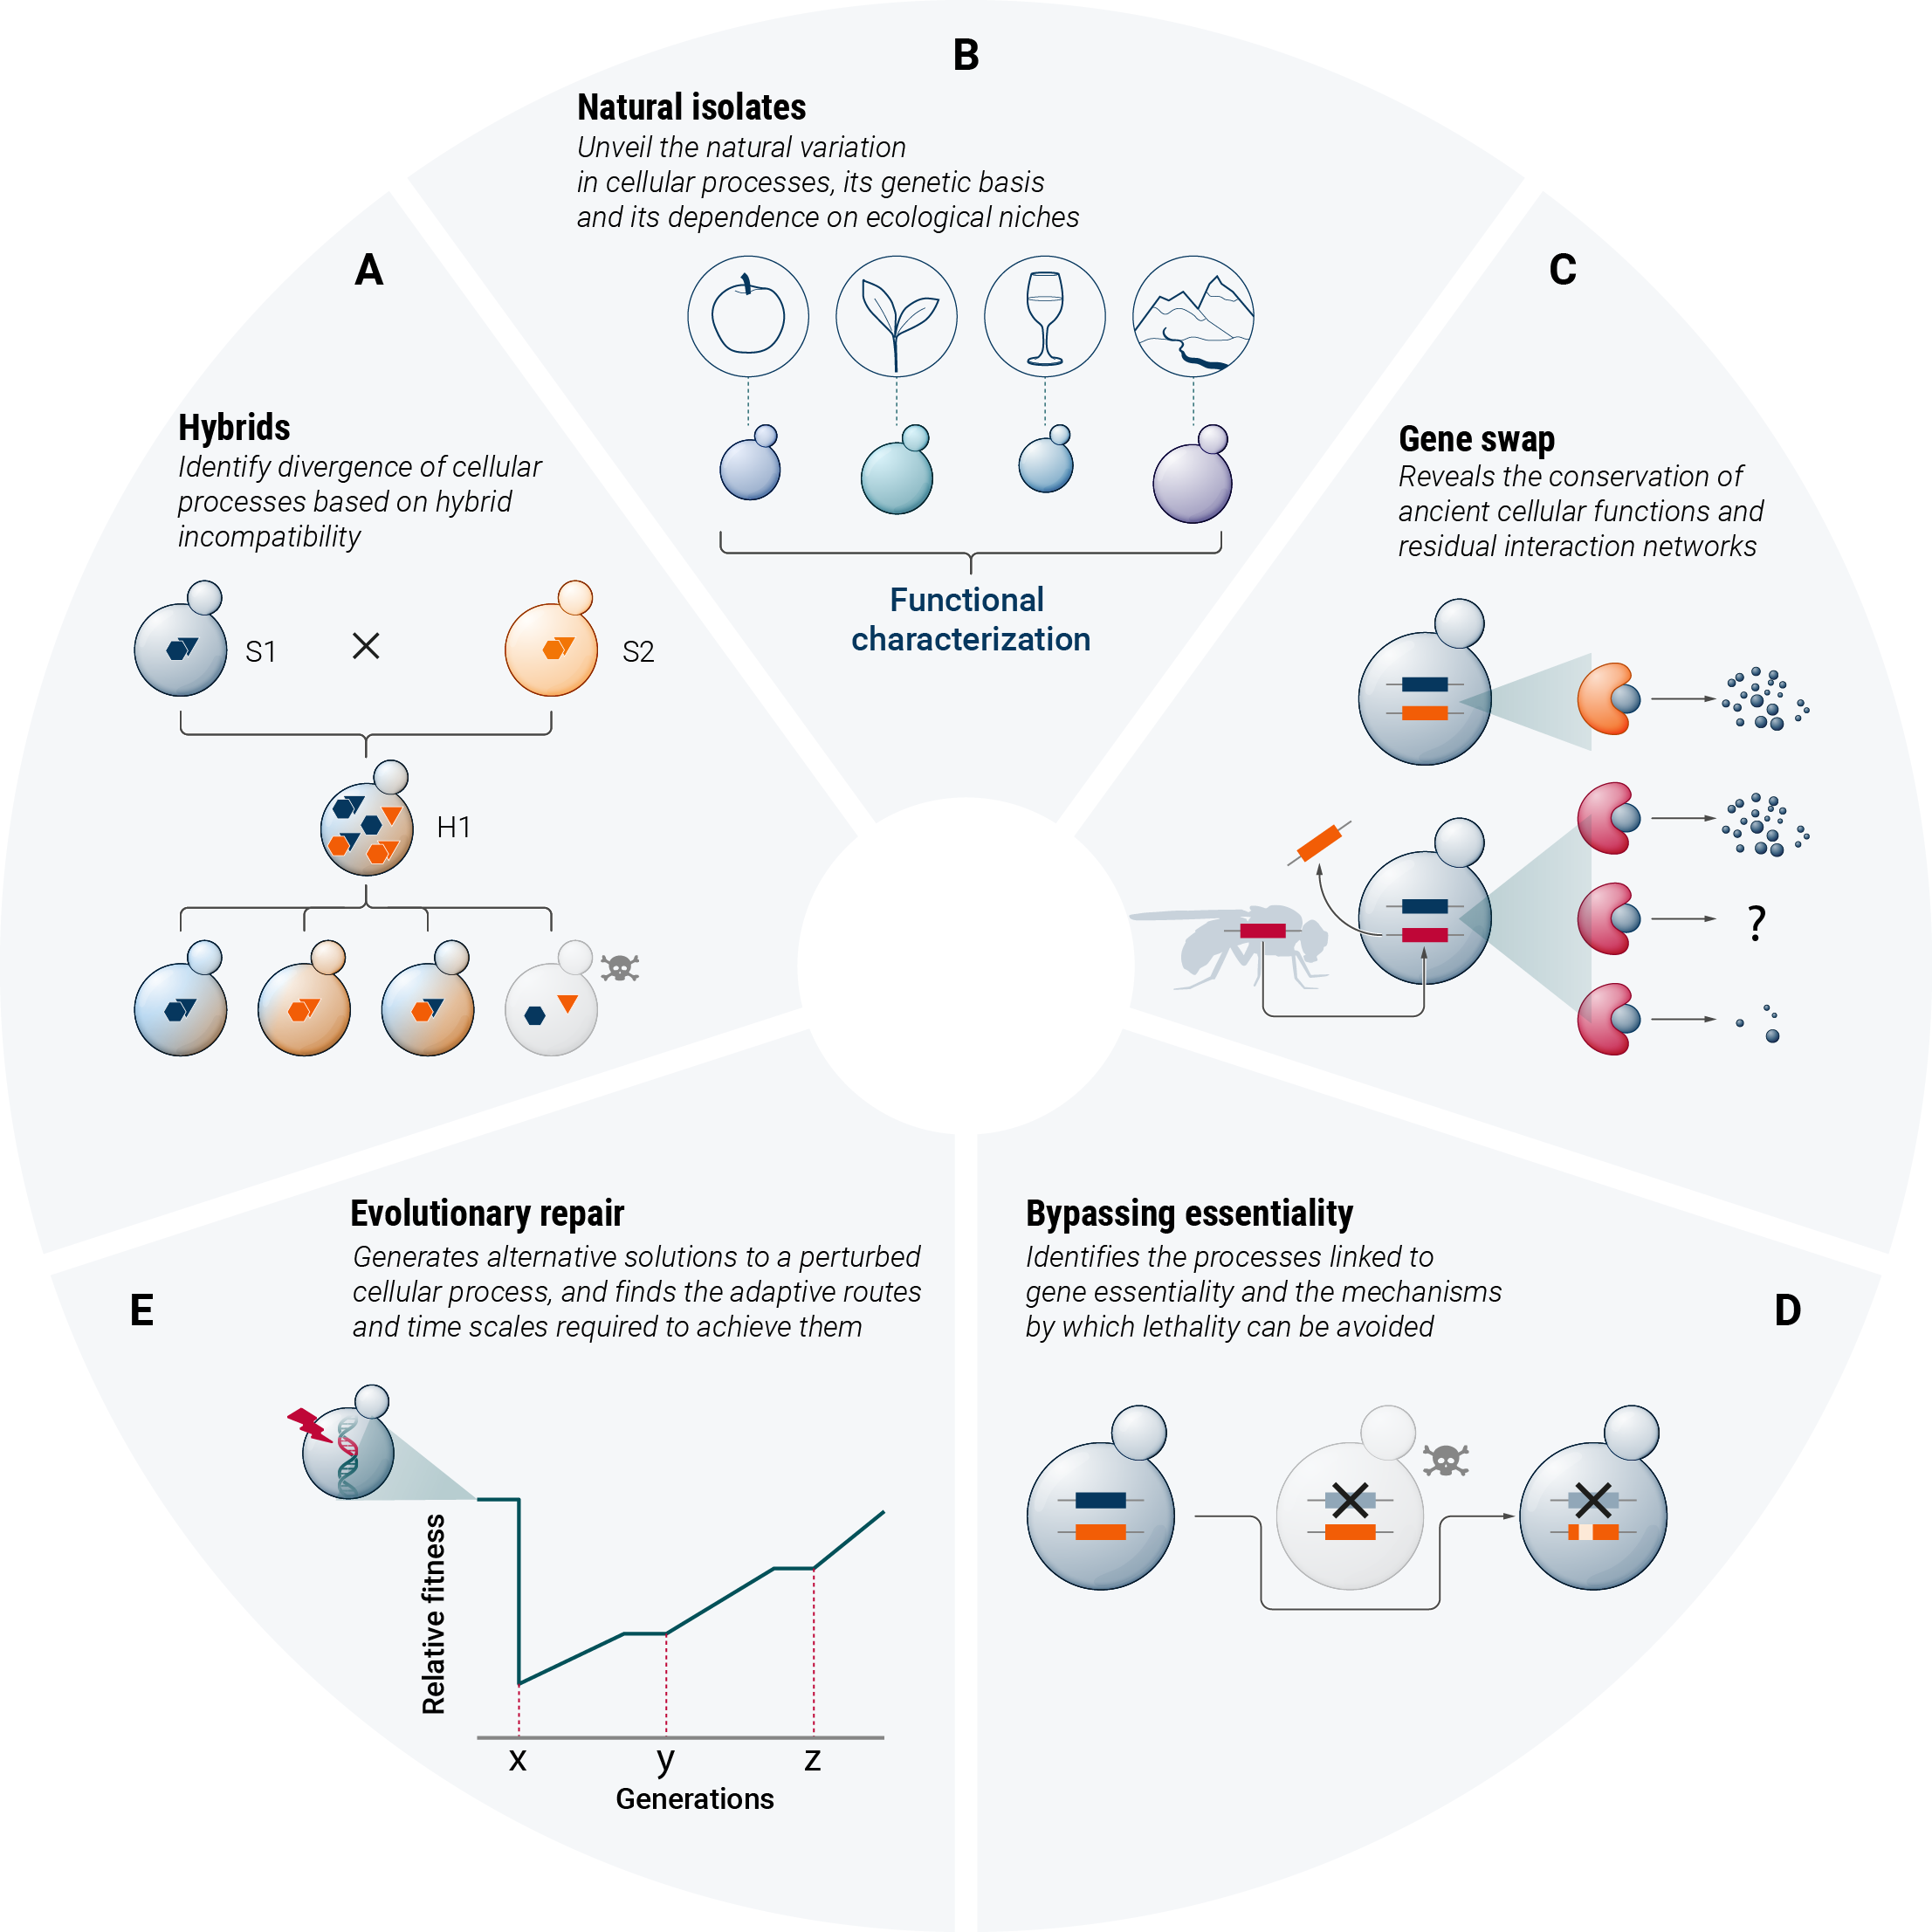 A
Hybrids
Identify divergence of cellular
processes based on hybrid
incompatibility
S1
S2
H1
B
Natural isolates
Unveil the natural variation
in cellular processes, its genetic basis
and its dependence on ecological niches
Functional
characterization
C
Gene swap
Reveals the conservation of
ancient cellular functions and
residual interaction networks
?
D
Bypassing essentiality
Identifies the processes linked to
gene essentiality and the mechanisms
by which lethality can be avoided
E
Evolutionary repair
Generates alternative solutions to a perturbed
cellular process, and finds the adaptive routes
and time scales required to achieve them
Relative fitness
x y z
Generations